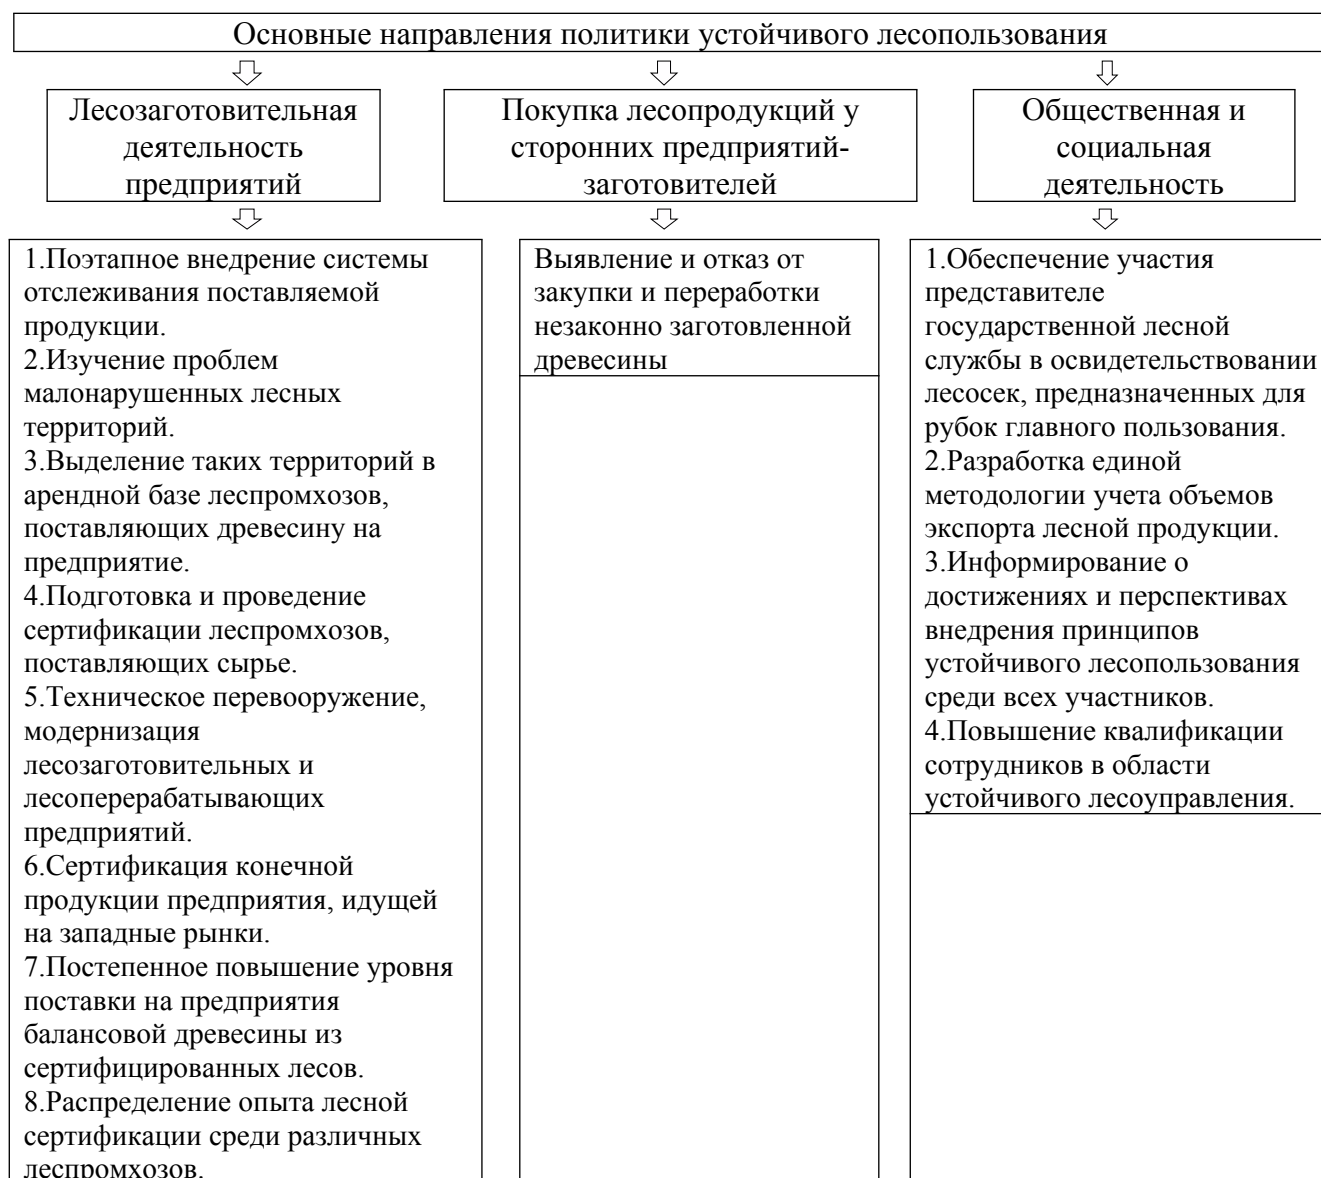 Основные направления политики устойчивого лесопользования
Лесозаготовительная
деятельность
предприятий
Покупка лесопродукций у
сторонних предприятий-
заготовителей
Общественная и
социальная
деятельность
1.Поэтапное внедрение системы
отслеживания поставляемой
продукции.
2.Изучение проблем
малонарушенных лесных
территорий.
3.Выделение таких территорий в
арендной базе леспромхозов,
поставляющих древесину на
предприятие.
4.Подготовка и проведение
сертификации леспромхозов,
поставляющих сырье.
5.Техническое перевооружение,
модернизация
лесозаготовительных и
лесоперерабатывающих
предприятий.
6.Сертификация конечной
продукции предприятия, идущей
на западные рынки.
7.Постепенное повышение уровня
поставки на предприятия
балансовой древесины из
сертифицированных лесов.
8.Распределение опыта лесной
сертификации среди различных
леспромхозов.
Выявление и отказ от
закупки и переработки
незаконно заготовленной
древесины
1.Обеспечение участия
представителе
государственной лесной
службы в освидетельствовании
лесосек, предназначенных для
рубок главного пользования.
2.Разработка единой
методологии учета объемов
экспорта лесной продукции.
3.Информирование о
достижениях и перспективах
внедрения принципов
устойчивого лесопользования
среди всех участников.
4.Повышение квалификации
сотрудников в области
устойчивого лесоуправления.